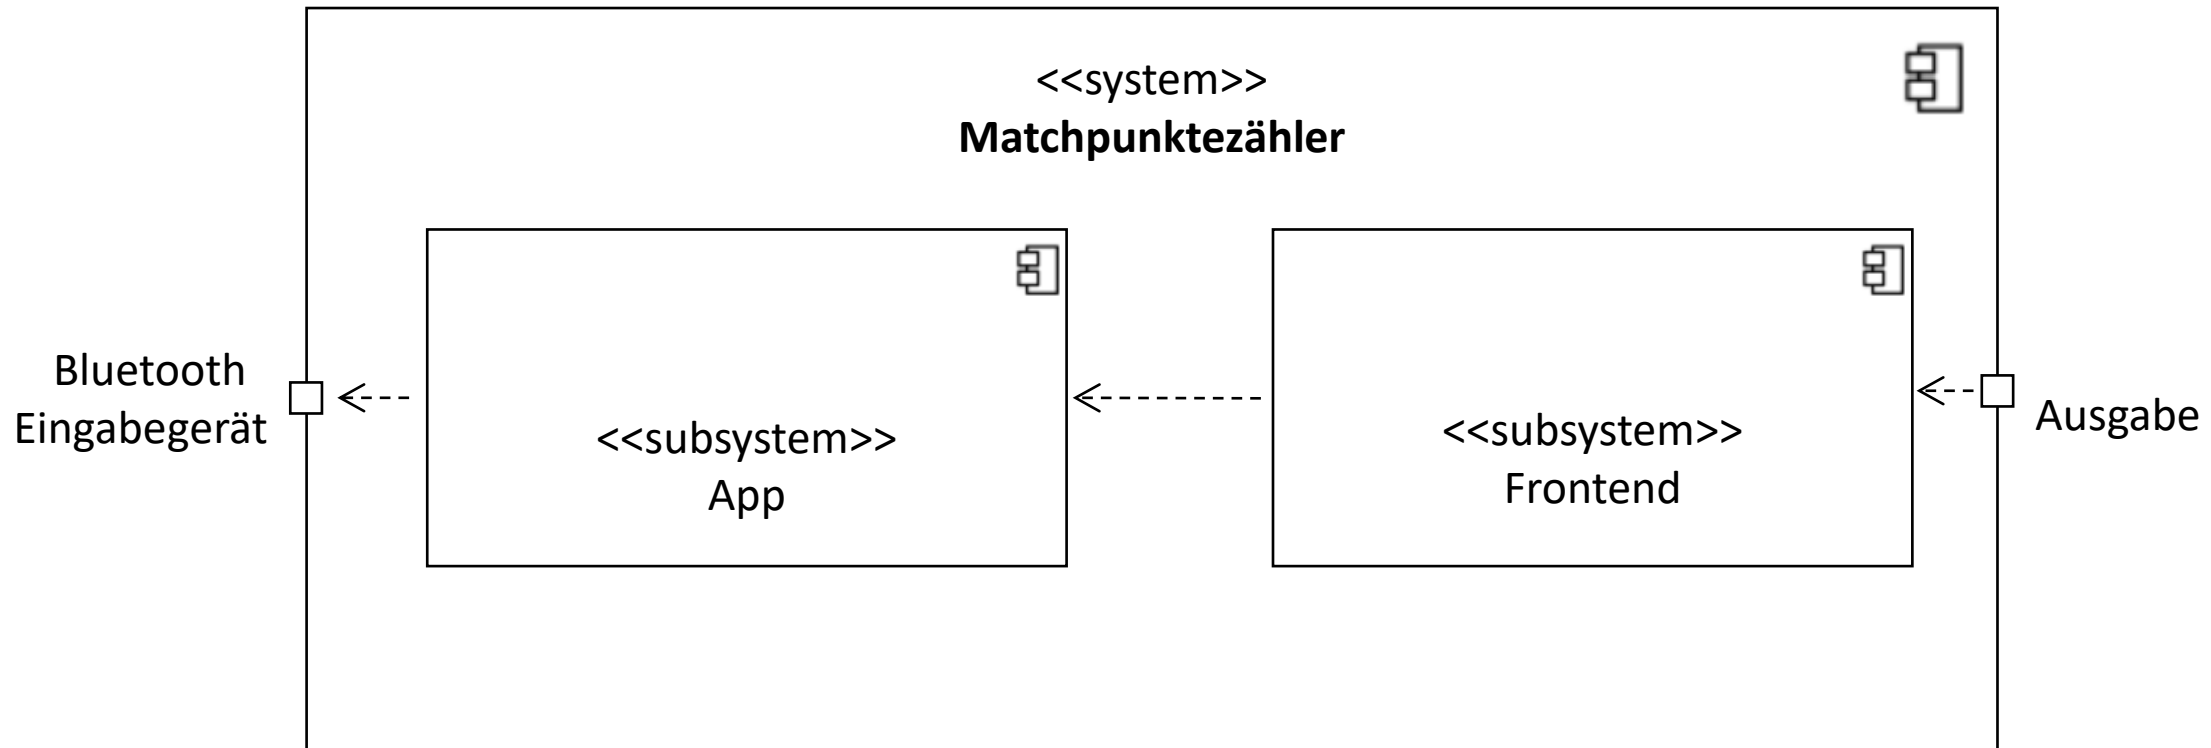 <<system>>
Matchpunktezähler
Bluetooth
Eingabegerät
<<subsystem>>
App
<<subsystem>>
Frontend
Ausgabe